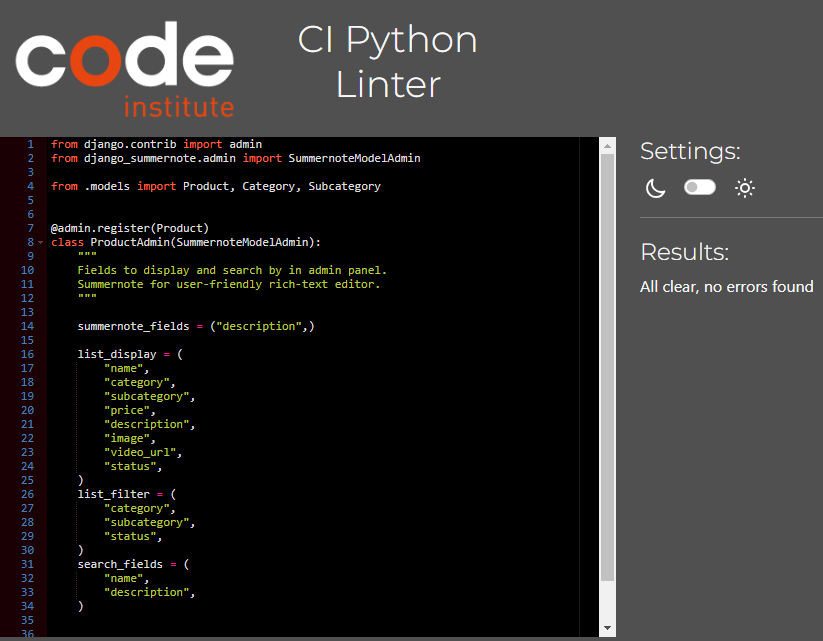 code
institute
CI Python
Linter
1 from django.contrib import admin
2 from django_summernote.admin import SummernoteModelAdmin
3
4 from .models import Product, Category, Subcategory
5
6
7 @admin.register(Product)
8 class ProductAdmin(SummernoteModelAdmin):
9     """
10     Fields to display and search by in admin panel.
11     Summernote for user-friendly rich-text editor.
12     """
13
14     summernote_fields = ("description",)
15
16     list_display = (
17         "name",
18         "category",
19         "subcategory",
20         "price",
21         "description",
22         "image",
23         "video_url",
24         "status",
25     )
26     list_filter = (
27         "category",
28         "subcategory",
29         "status",
30     )
31     search_fields = (
32         "name",
33         "description",
34     )
35
36
Settings:
Results:
All clear, no errors found